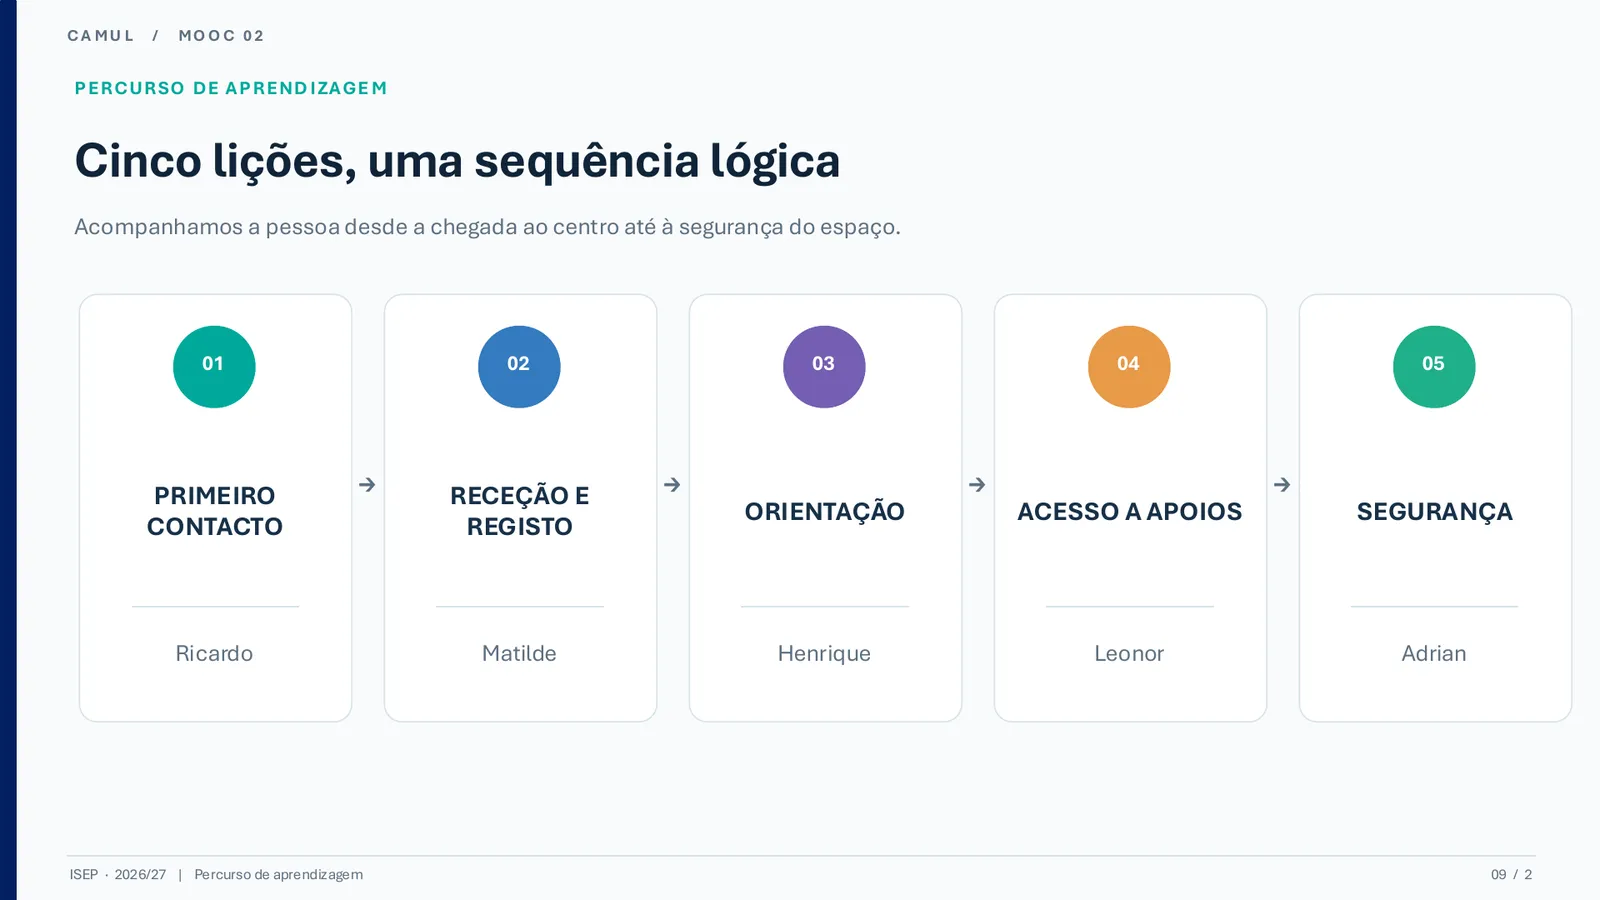 CAMUL / MOOC 02
PERCURSO DE APRENDIZAGEM
Cinco lições, uma sequência lógica
Acompanhamos a pessoa desde a chegada ao centro até à segurança do espaço.
01
PRIMEIRO
CONTACTO
Ricardo
→
02
RECEÇÃO E
REGISTO
Matilde
→
03
ORIENTAÇÃO
Henrique
→
04
ACESSO A APOIOS
Leonor
→
05
SEGURANÇA
Adrian
ISEP · 2026/27 | Percurso de aprendizagem
09 / 2